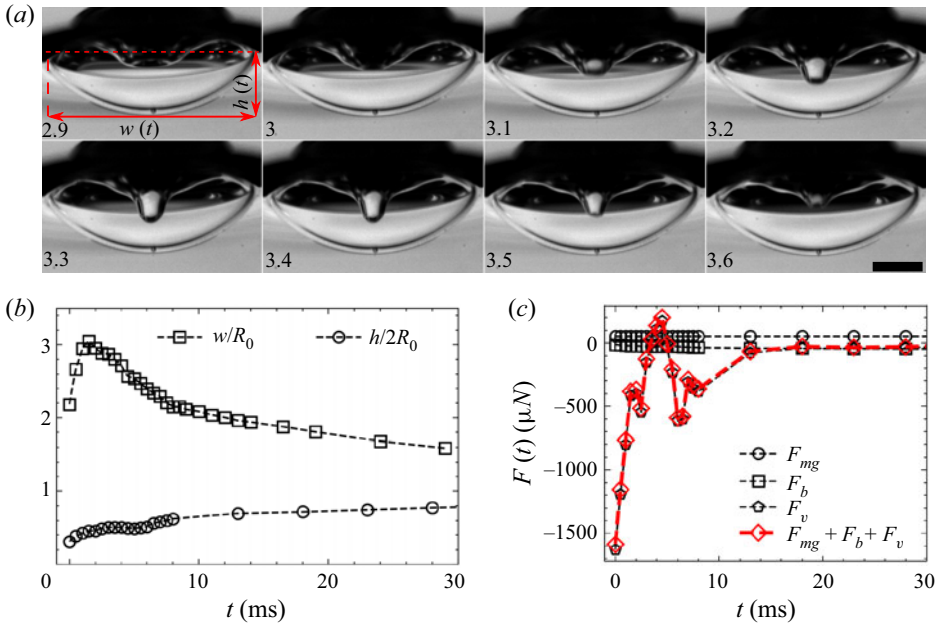 (a)
h (t)
w (t)
2.9
3
3.1
3.2
3.3
3.4
3.5
3.6
(b)
(c)
w/R0
h/2R0
3
2
1
0
10
20
30
t (ms)
F (t) (μN)
0
−500
−1000
−1500
Fmg
Fb
Fv
Fmg + Fb + Fv
0
10
20
30
t (ms)